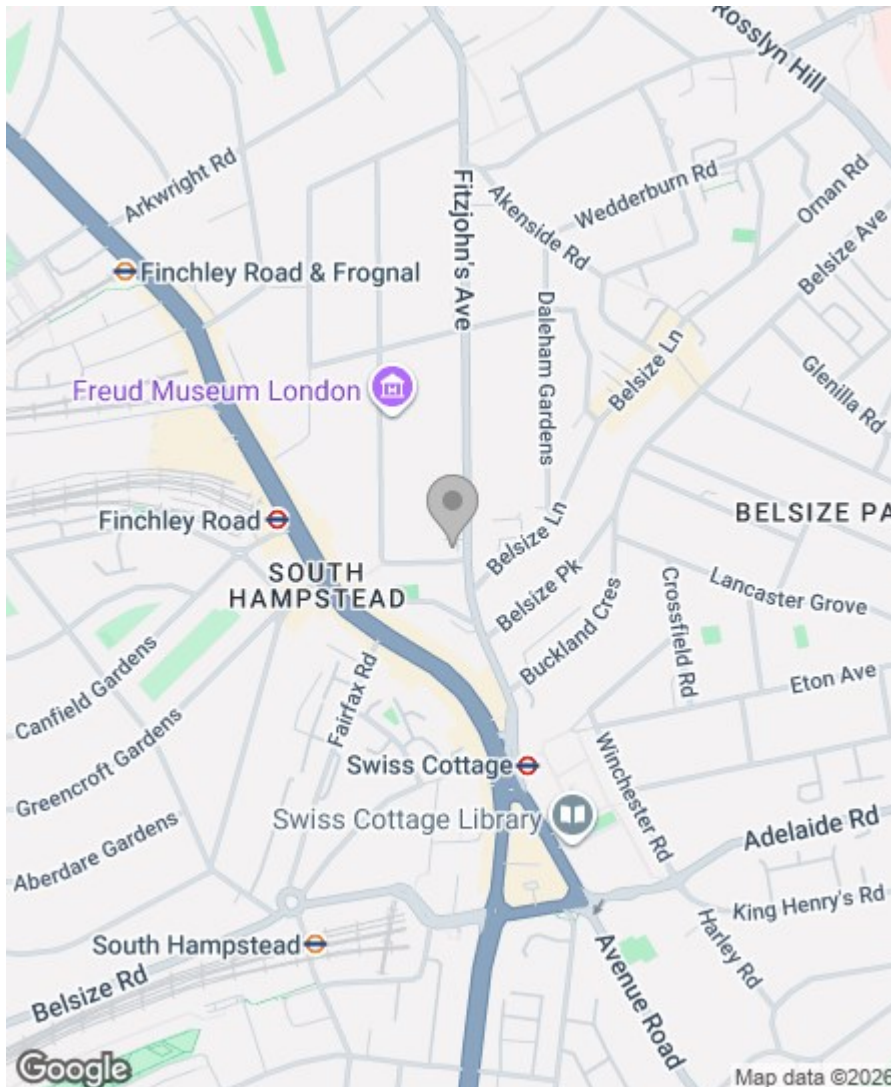 Rosslyn Hill
Arkwright Rd
Fitzjohn's Ave
Akenside Rd
Wedderburn Rd
Ornan Rd
Belsize Ave
Finchley Road & Frognal
Daleham Gardens
Belsize Ln
Glenilla Rd
Freud Museum London
Finchley Road
Belsize Ln
BELSIZE PA
SOUTH
HAMPSTEAD
Belsize Pk
Buckland Cres
Crossfield Rd
Lancaster Grove
Canfield Gardens
Fairfax Rd
Eton Ave
Greencroft Gardens
Swiss Cottage
Winchester Rd
Swiss Cottage Library
Adelaide Rd
Aberdare Gardens
King Henry's Rd
South Hampstead
Harley Rd
Belsize Rd
Avenue Road
Google
Map data ©2026